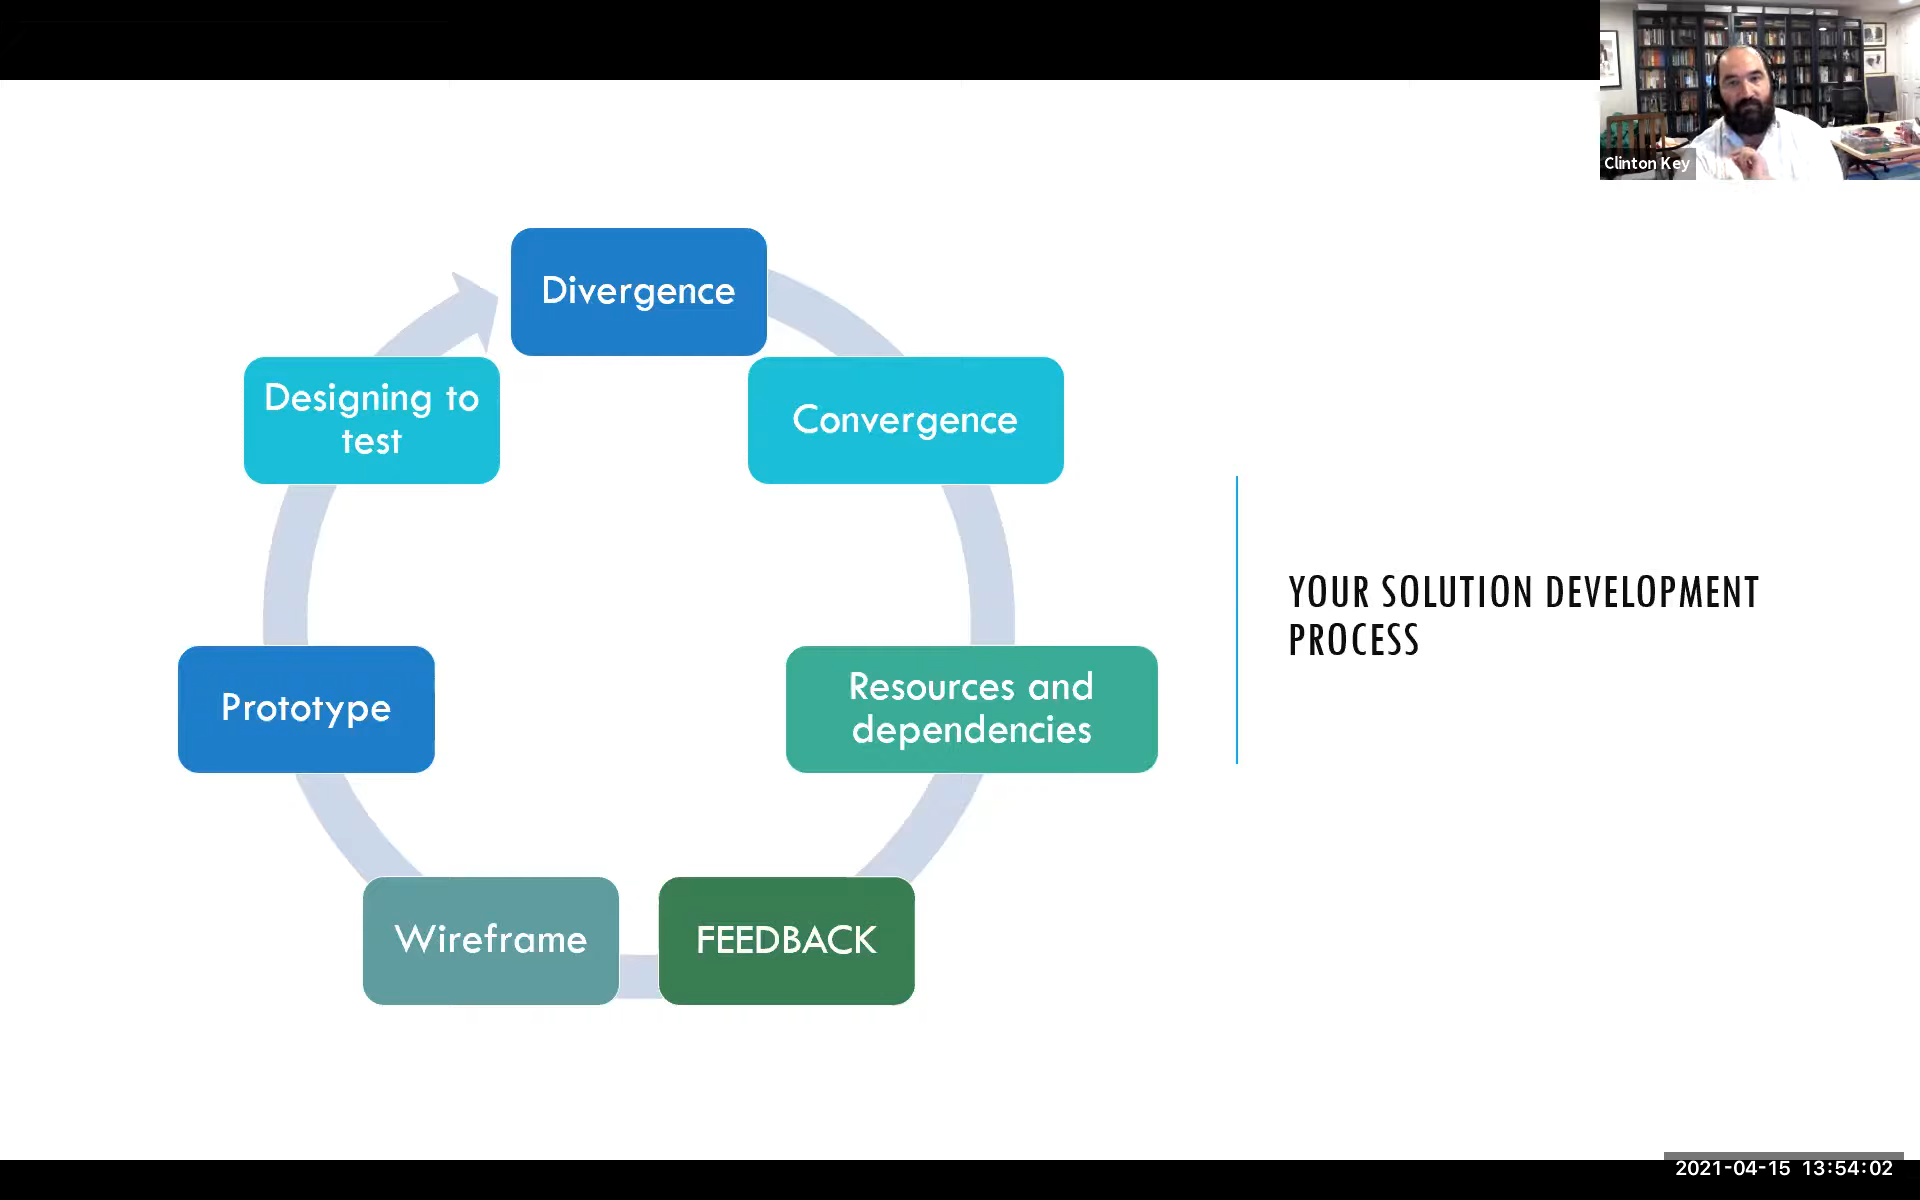 Clinton Key
Divergence
Designing to
test
Convergence
YOUR SOLUTION DEVELOPMENT
PROCESS
Prototype
Resources and
dependencies
Wireframe
FEEDBACK
2021-04-15 13:54:02